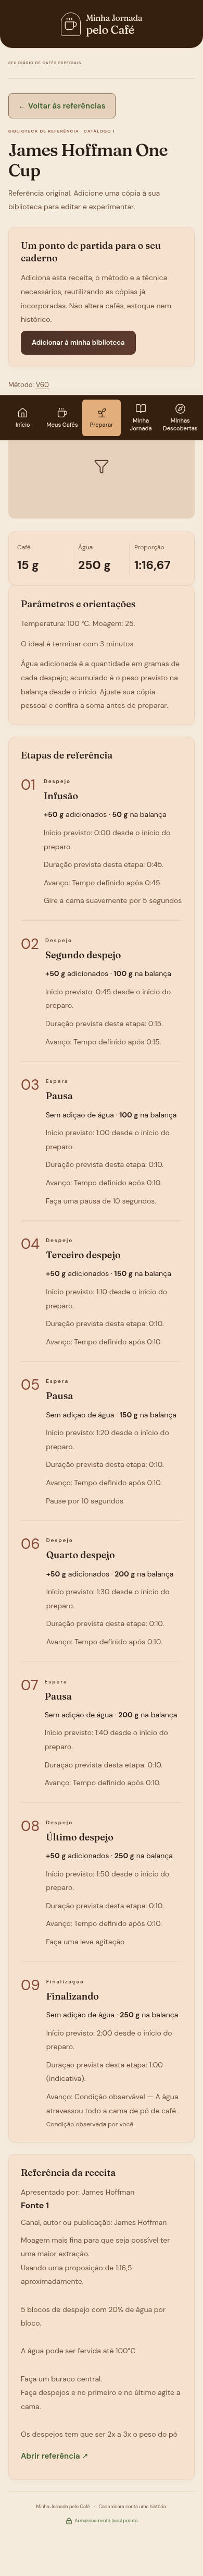 Minha Jornada
pelo Café
SEU DIÁRIO DE CAFÉS ESPECIAIS
← Voltar às referências
BIBLIOTECA DE REFERÊNCIA · CATÁLOGO 1
James Hoffman One
Cup
Referência original. Adicione uma cópia à sua
biblioteca para editar e experimentar.
Um ponto de partida para o seu
caderno
Adiciona esta receita, o método e a técnica
necessários, reutilizando as cópias já
incorporadas. Não altera cafés, estoque nem
histórico.
Adicionar à minha biblioteca
Método: V60
Início
Meus Cafés
Preparar
Minha
Jornada
Minhas
Descobertas
Café
Água
Proporção
15 g
250 g
1:16,67
Parâmetros e orientações
Temperatura: 100 °C. Moagem: 25.
O ideal é terminar com 3 minutos
Água adicionada é a quantidade em gramas de
cada despejo; acumulado é o peso previsto na
balança desde o início. Ajuste sua cópia
pessoal e confira a soma antes de preparar.
Etapas de referência
01
Despejo
Infusão
+50 g adicionados · 50 g na balança
Início previsto: 0:00 desde o início do
preparo.
Duração prevista desta etapa: 0:45.
Avanço: Tempo definido após 0:45.
Gire a cama suavemente por 5 segundos
02
Despejo
Segundo despejo
+50 g adicionados · 100 g na balança
Início previsto: 0:45 desde o início do
preparo.
Duração prevista desta etapa: 0:15.
Avanço: Tempo definido após 0:15.
03
Espera
Pausa
Sem adição de água · 100 g na balança
Início previsto: 1:00 desde o início do
preparo.
Duração prevista desta etapa: 0:10.
Avanço: Tempo definido após 0:10.
Faça uma pausa de 10 segundos.
04
Despejo
Terceiro despejo
+50 g adicionados · 150 g na balança
Início previsto: 1:10 desde o início do
preparo.
Duração prevista desta etapa: 0:10.
Avanço: Tempo definido após 0:10.
05
Espera
Pausa
Sem adição de água · 150 g na balança
Início previsto: 1:20 desde o início do
preparo.
Duração prevista desta etapa: 0:10.
Avanço: Tempo definido após 0:10.
Pause por 10 segundos
06
Despejo
Quarto despejo
+50 g adicionados · 200 g na balança
Início previsto: 1:30 desde o início do
preparo.
Duração prevista desta etapa: 0:10.
Avanço: Tempo definido após 0:10.
07
Espera
Pausa
Sem adição de água · 200 g na balança
Início previsto: 1:40 desde o início do
preparo.
Duração prevista desta etapa: 0:10.
Avanço: Tempo definido após 0:10.
08
Despejo
Último despejo
+50 g adicionados · 250 g na balança
Início previsto: 1:50 desde o início do
preparo.
Duração prevista desta etapa: 0:10.
Avanço: Tempo definido após 0:10.
Faça uma leve agitação
09
Finalização
Finalizando
Sem adição de água · 250 g na balança
Início previsto: 2:00 desde o início do
preparo.
Duração prevista desta etapa: 1:00
(indicativa).
Avanço: Condição observável — A água
atravessou todo a cama de pó de café .
Condição observada por você.
Referência da receita
Apresentado por: James Hoffman
Fonte 1
Canal, autor ou publicação: James Hoffman
Moagem mais fina para que seja possível ter
uma maior extração.
Usando uma proposição de 1:16,5
aproximadamente.
5 blocos de despejo com 20% de água por
bloco.
A água pode ser fervida até 100°C
Faça um buraco central.
Faça despejos e no primeiro e no último agite a
cama.
Os despejos tem que ser 2x a 3x o peso do pó
Abrir referência ↗
Minha Jornada pelo Café · Cada xícara conta uma história.
Armazenamento local pronto